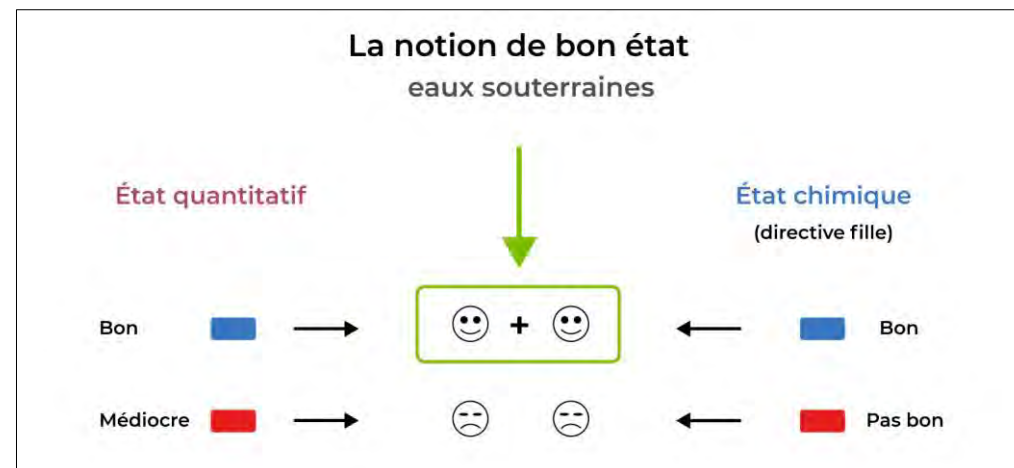 La notion de bon état
eaux souterraines
État quantitatif
État chimique
(directive fille)
Bon
+
Bon
Médiocre
Pas bon